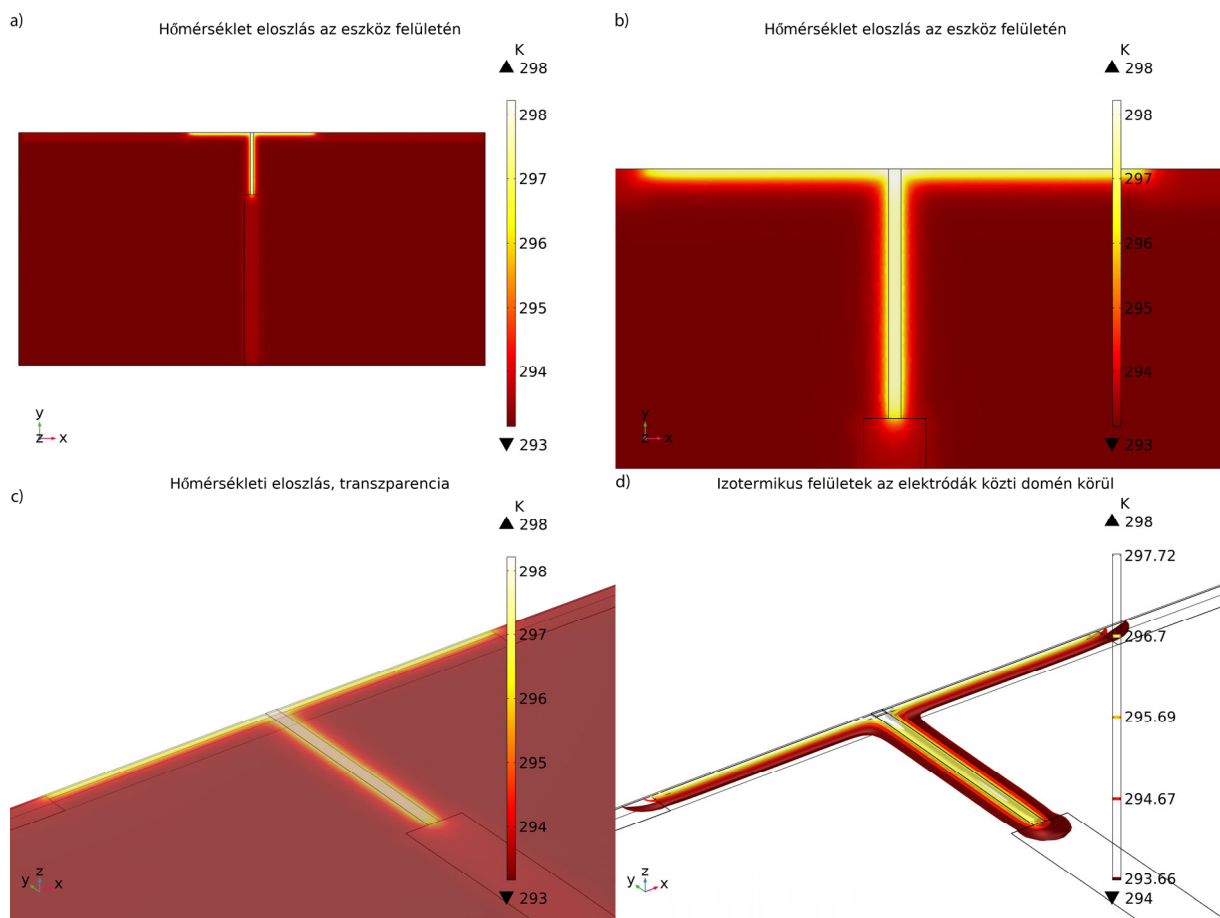 a)
Hőmérséklet eloszlás az eszköz felületén
K
298
298
297
296
295
294
293
y
z x
b)
Hőmérséklet eloszlás az eszköz felületén
K
298
298
297
296
295
294
293
y
z x
c)
Hőmérsékleti eloszlás, transzparencia
K
298
298
297
296
295
294
293
z
y x
d)
Izotermikus felületek az elektródák közti domén körül
K
298
297.72
296.7
295.69
294.67
293.66
294
z
y x